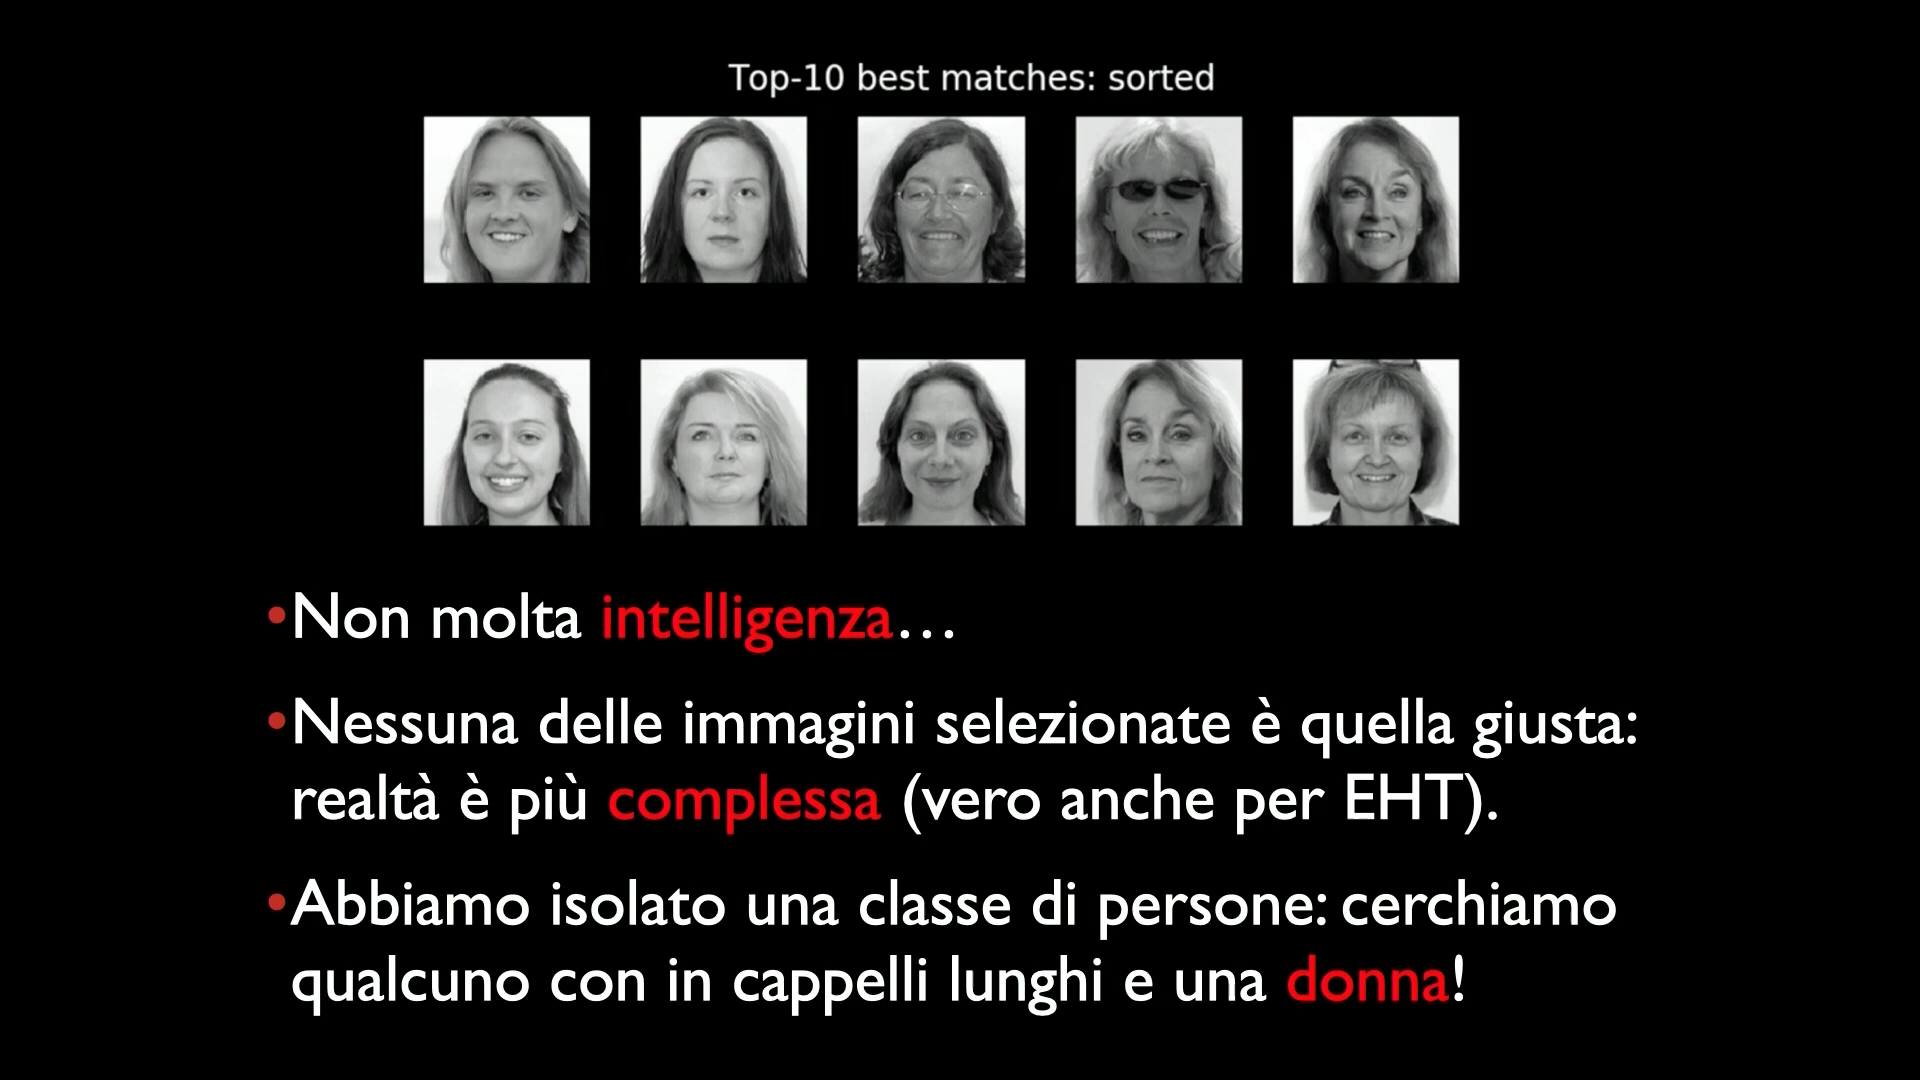 Top-10 best matches: sorted
•Non molta intelligenza…
•Nessuna delle immagini selezionate è quella giusta:
realtà è più complessa (vero anche per EHT).
•Abbiamo isolato una classe di persone: cerchiamo
qualcuno con in cappelli lunghi e una donna!